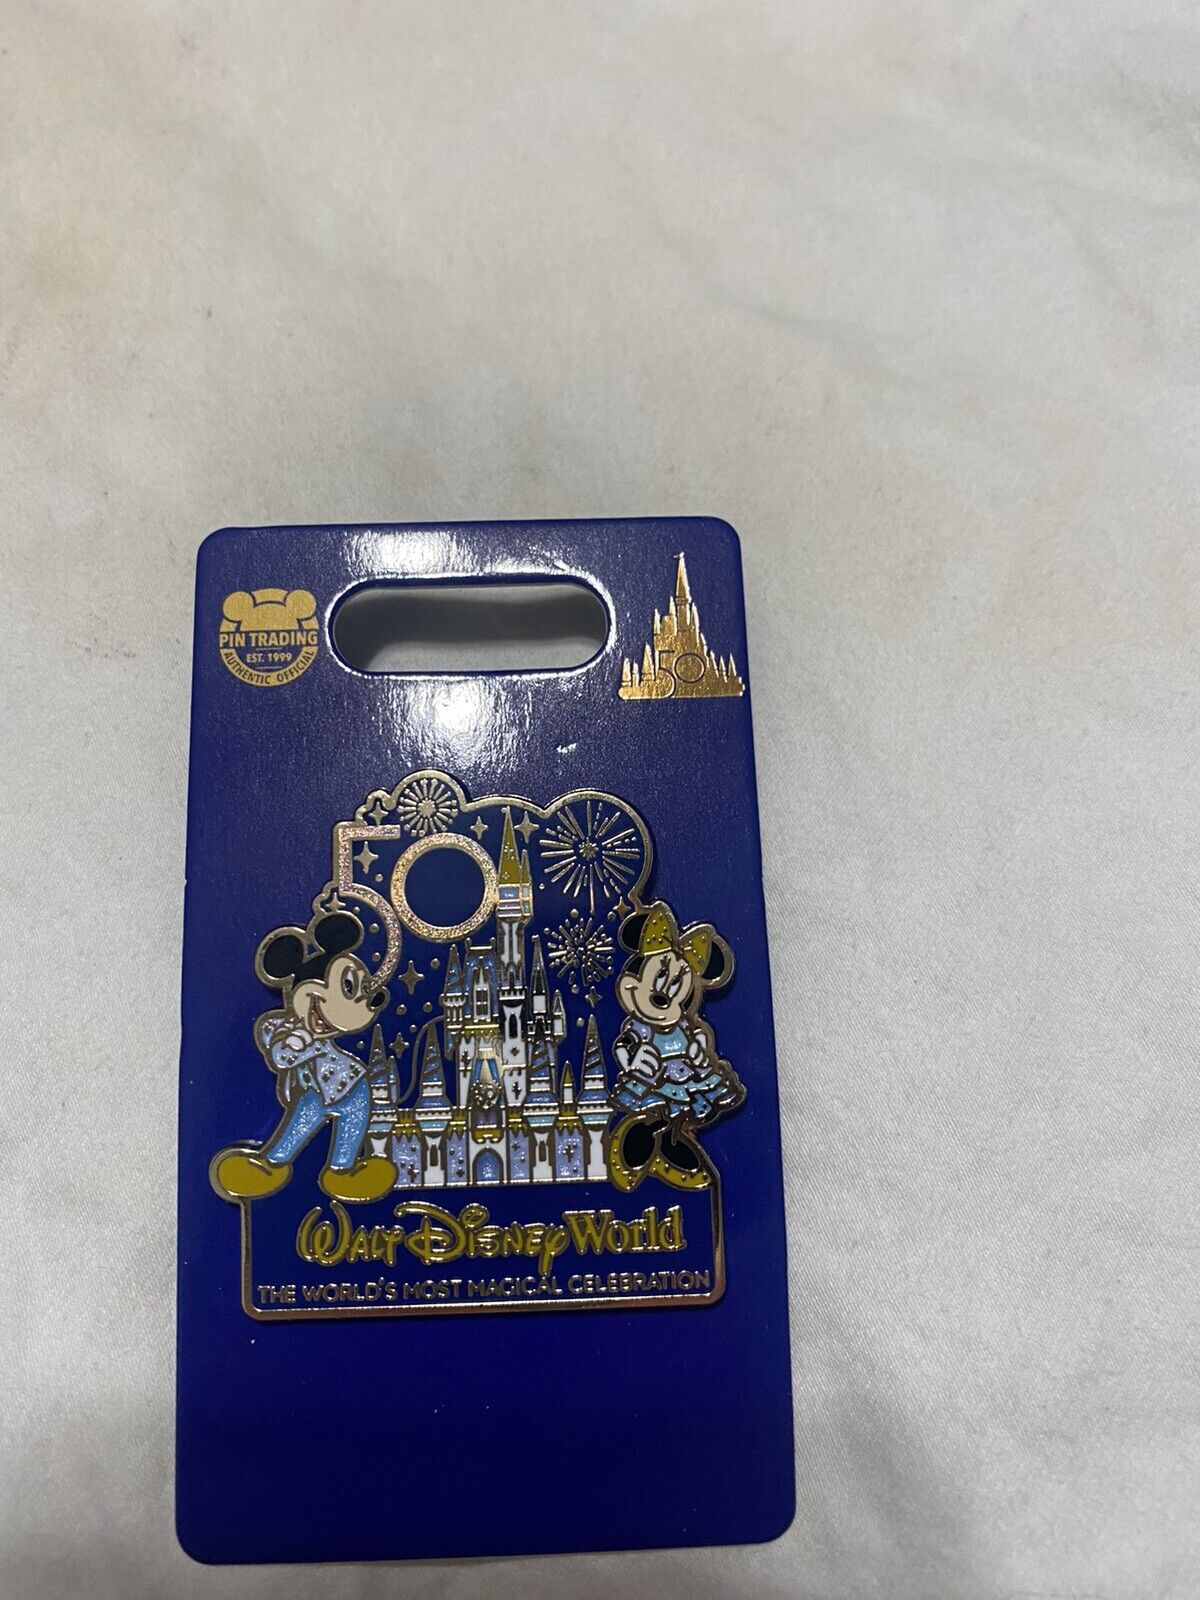 PIN TRADING
EST. 1999
AUTHENTIC OFFICIAL
50
50
WALT DISNEY World
THE WORLD'S MOST MAGICAL CELEBRATION